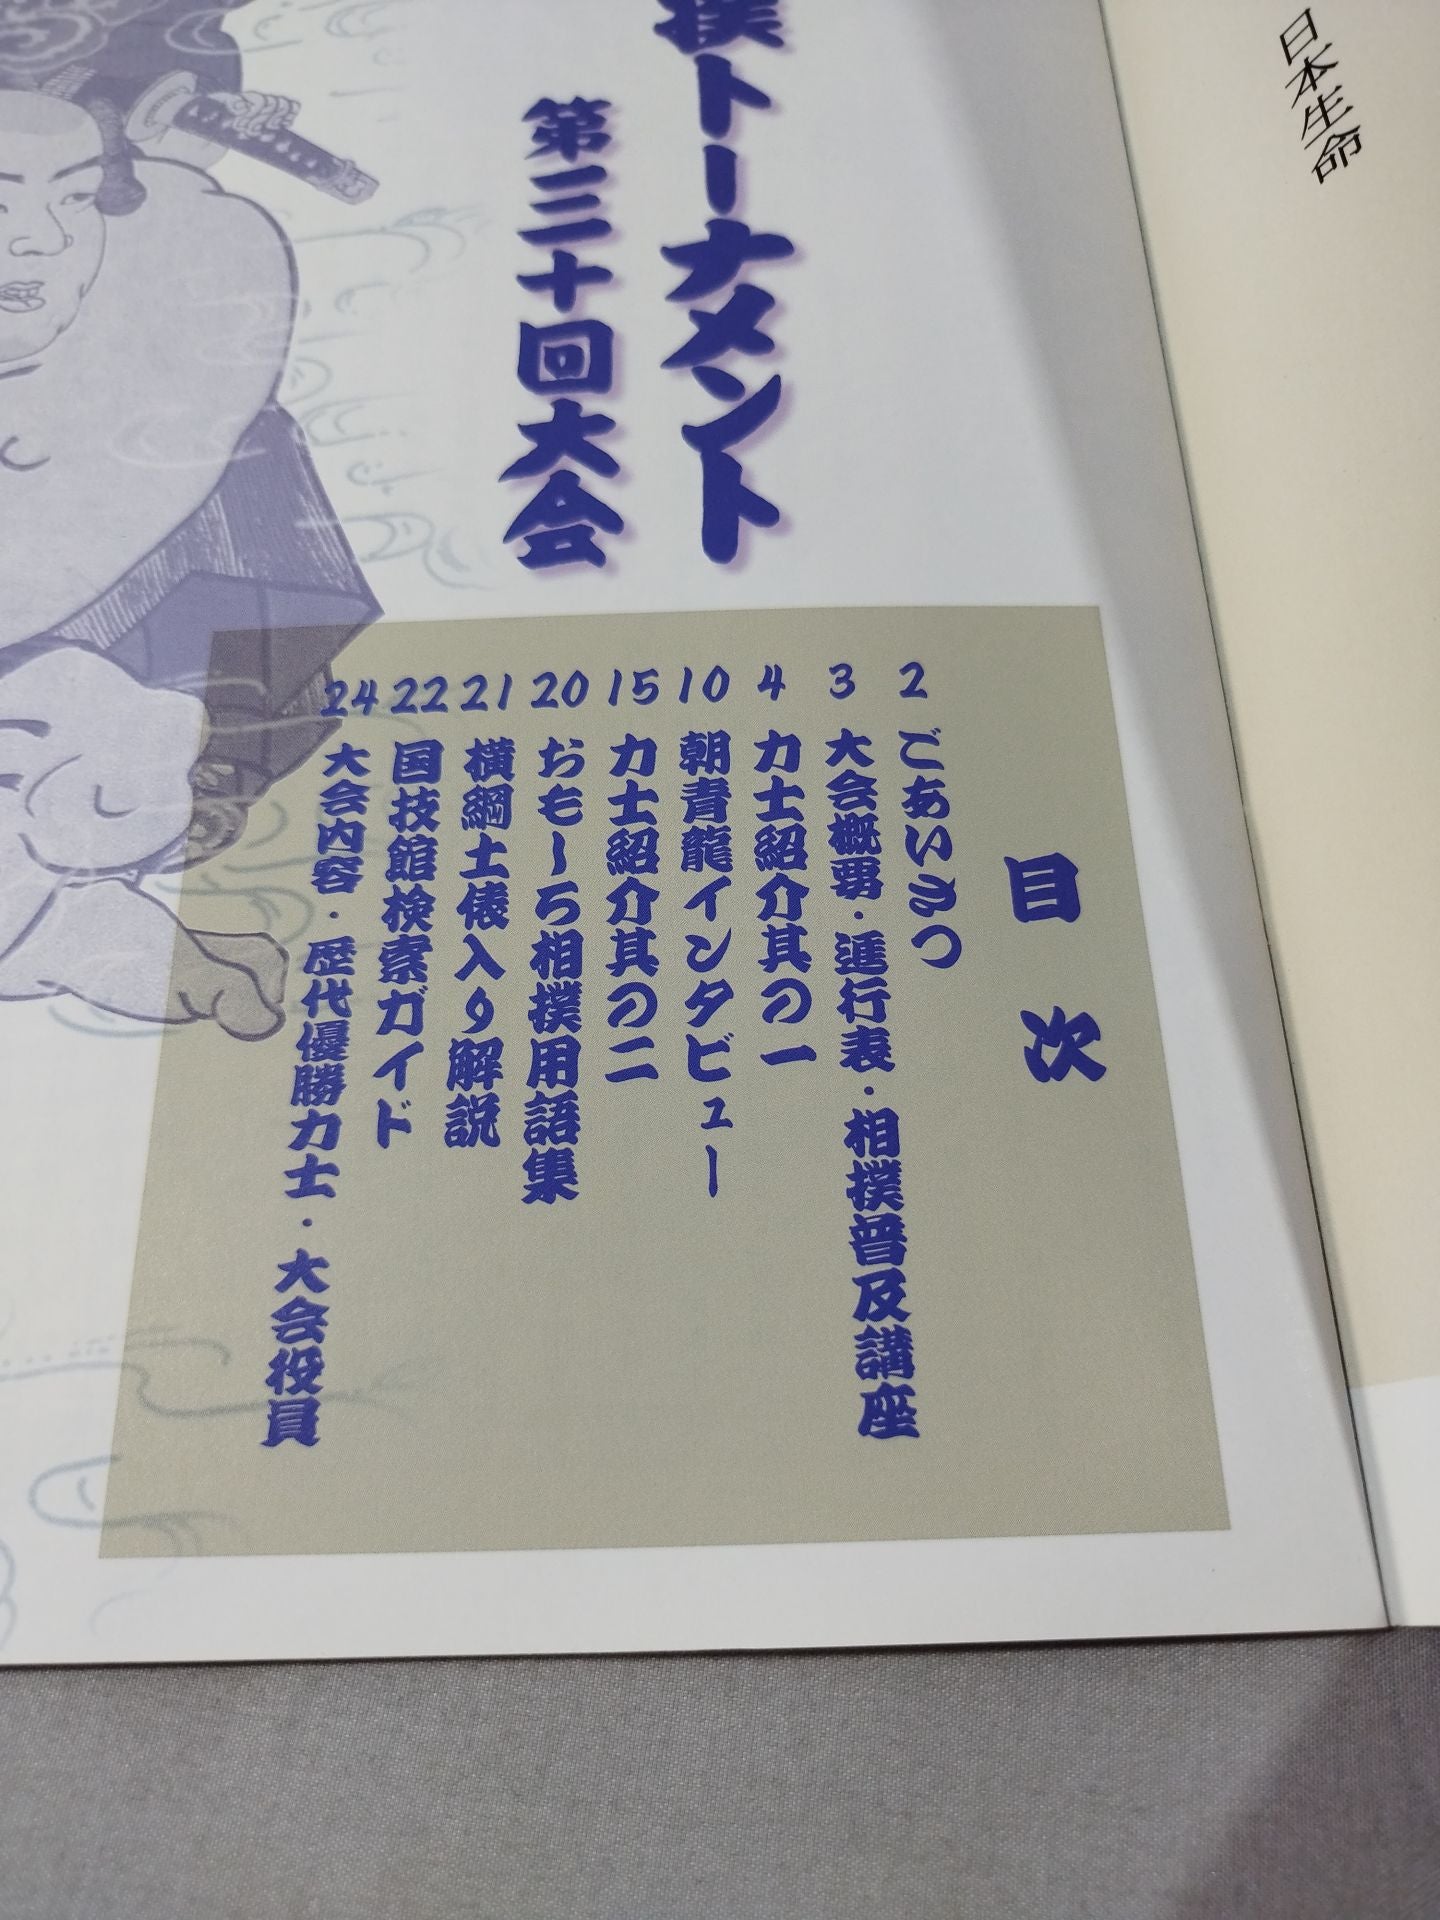 日本生命
撲トーナメント
第三十回大会
目次
2 ごあいさつ
3 大会概要・進行表・相撲普及講座
4 力士紹介其の一
10 朝青龍インタビュー
15 力士紹介其の二
20 おもしろ相撲用語集
21 横綱土俵入り解説
22 国技館検索ガイド
24 大会内容・歴代優勝力士・大会役員